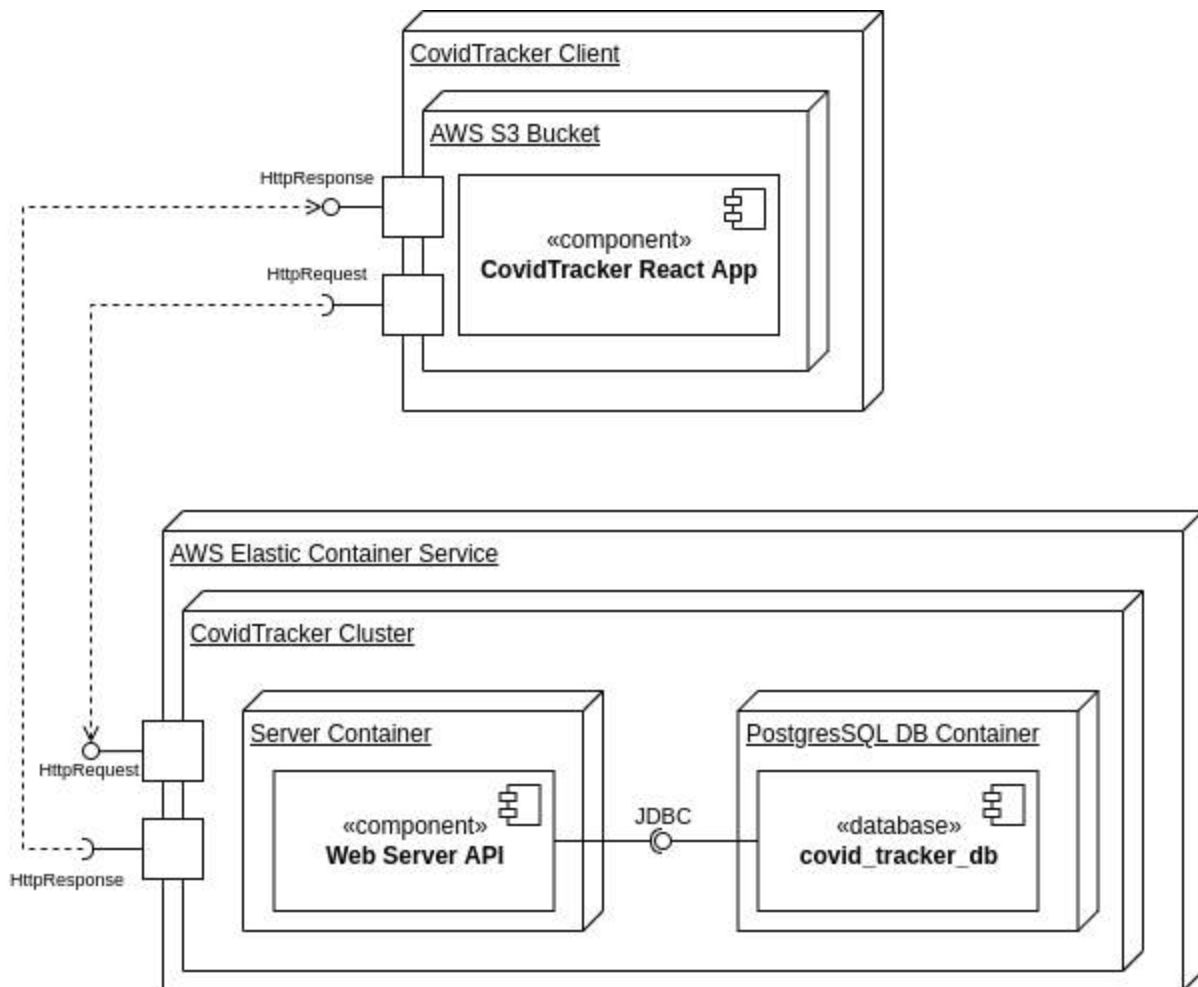 CovidTracker Client
AWS S3 Bucket
HttpResponse
«component»
CovidTracker React App
HttpRequest
AWS Elastic Container Service
CovidTracker Cluster
Server Container
PostgresSQL DB Container
HttpRequest
«component»
Web Server API
JDBC
«database»
covid_tracker_db
HttpResponse